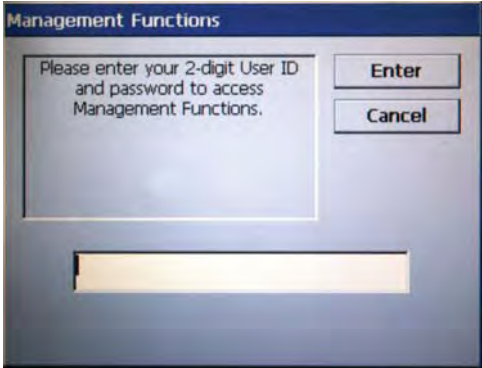 Management Functions
Please enter your 2-digit User ID
and password to access
Management Functions.
Enter
Cancel